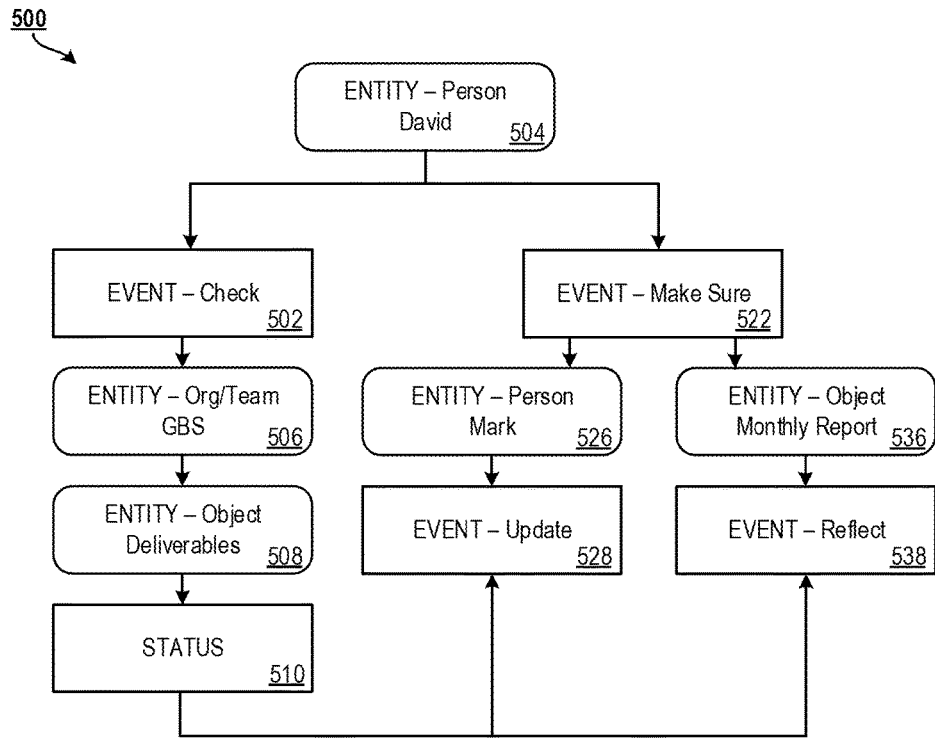 500
ENTITY – Person
David
504
EVENT – Check
502
EVENT – Make Sure
522
ENTITY – Org/Team
GBS
506
ENTITY – Person
Mark
526
ENTITY – Object
Monthly Report
536
ENTITY – Object
Deliverables
508
EVENT – Update
528
EVENT – Reflect
538
STATUS
510